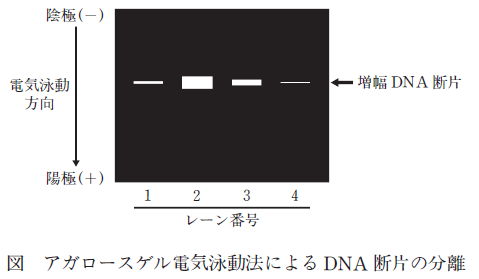 陰極(－)
電気泳動
方向
陽極(＋)
増幅 DNA 断片
1 2 3 4
レーン番号
図 アガロースゲル電気泳動法による DNA 断片の分離